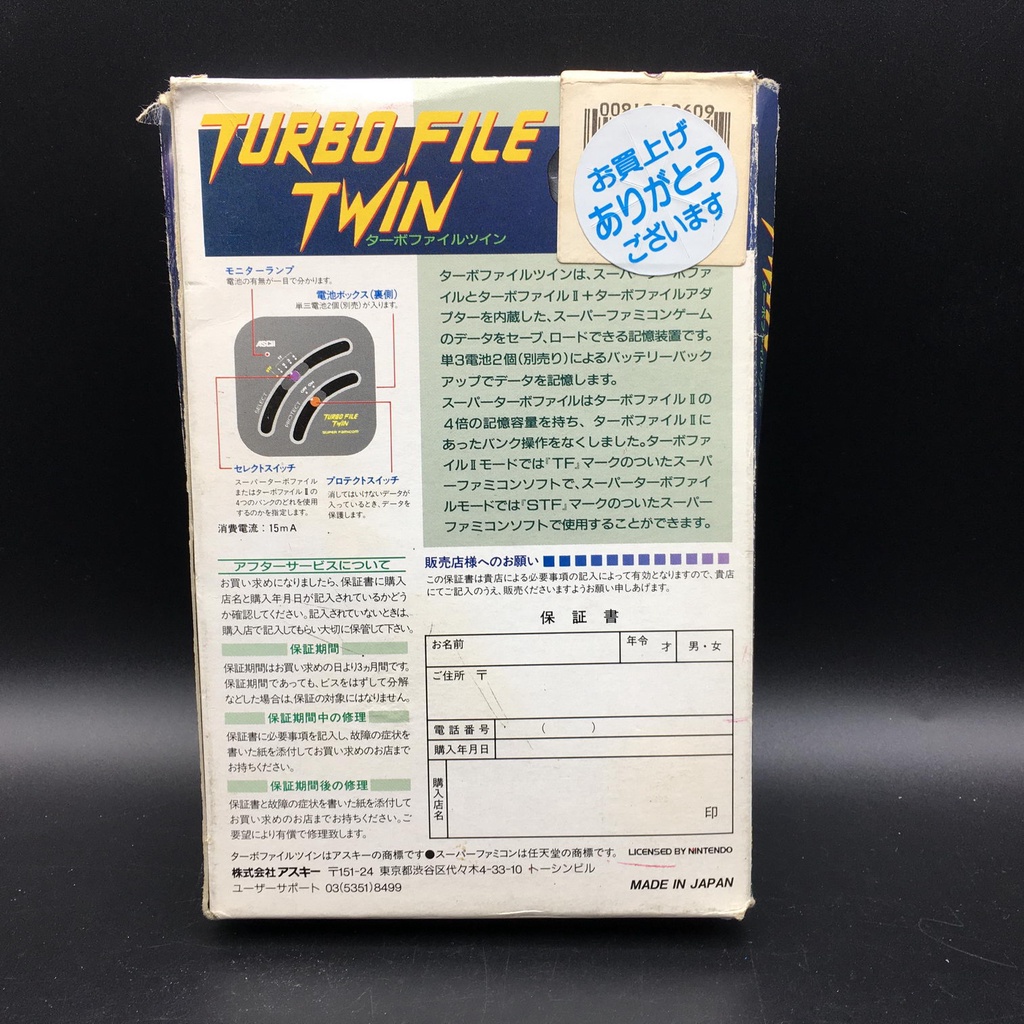 TURBO FILE
TWIN
ターボファイルツイン
お買上げ
ありがとう
ございます
モニターランプ
電池の有無が一目で分かります。
電池ボックス(裏側)
単三電池2個(別売)が入ります。
ASCII
SELECT
PROTECT
TURBO FILE
TWIN
SUPER FAMICOM
セレクトスイッチ
スーパーターボファイル
またはターボファイルⅡの
4つのバンクのどれを使用
するのかを指定します。
プロテクトスイッチ
消してはいけないデータが
入っているとき、データを
保護します。
消費電流:15mA
ターボファイルツインは、スーパーターボファ
イルとターボファイルⅡ+ターボファイルアダ
プターを内蔵した、スーパーファミコンゲーム
のデータをセーブ、ロードできる記憶装置です。
単3電池2個(別売り)によるバッテリーバック
アップでデータを記憶します。
スーパーターボファイルはターボファイルⅡの
4倍の記憶容量を持ち、ターボファイルⅡに
あったバンク操作をなくしました。ターボファ
イルⅡモードでは『TF』マークのついたスーパ
ーファミコンソフトで、スーパーターボファイ
ルモードでは『STF』マークのついたスーパー
ファミコンソフトで使用することができます。
アフターサービスについて
お買い求めになりましたら、保証書に購入
店名と購入年月日が記入されているかどう
か確認してください。記入されていないときは、
購入店で記入してもらい大切に保管して下さい。
保証期間
保証期間はお買い求めの日より3ヵ月間です。
保証期間であっても、ビスをはずして分解
などした場合は、保証の対象にはなりません。
保証期間中の修理
保証書に必要事項を記入し、故障の症状を
書いた紙を添付してお買い求めのお店まで
お持ちください。
保証期間後の修理
保証書と故障の症状を書いた紙を添付して
お買い求めのお店までお持ちください。ご
要望により有償で修理致します。
販売店様へのお願い
この保証書は貴店による必要事項の記入によって有効となりますので、貴店
にてご記入のうえ、販売くださいますようお願い申しあげます。
保証書
お名前 年令 才 男・女
ご住所 〒
電話番号 ( )
購入年月日
購入店名 印
ターボファイルツインはアスキーの商標です●スーパーファミコンは任天堂の商標です。 LICENSED BY NINTENDO
株式会社アスキー 〒151-24 東京都渋谷区代々木4-33-10 トーシンビル
ユーザーサポート 03(5351)8499 MADE IN JAPAN